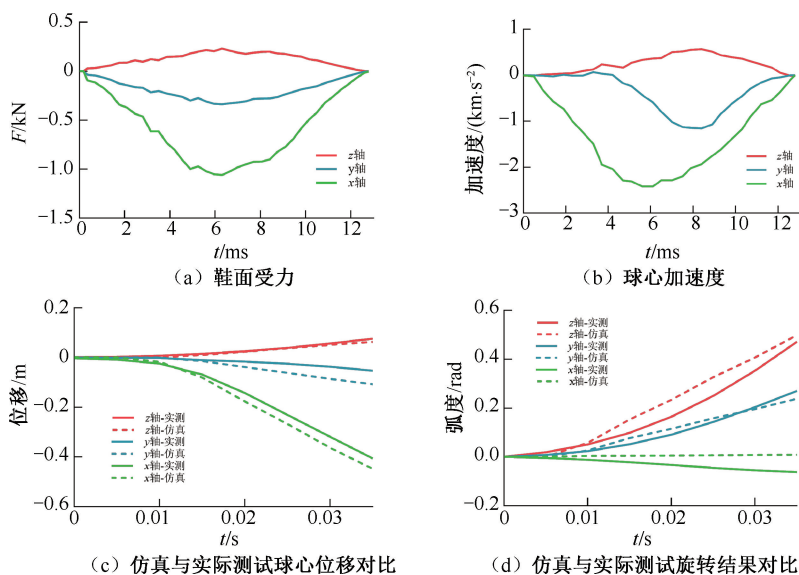 0.5
0
−0.5
−1.0
−1.5
F/kN
z轴
y轴
x轴
0 2 4 6 8 10 12
t/ms
（a）鞋面受力
1
0
−1
−2
−3
加速度/(km·s⁻²)
z轴
y轴
x轴
0 2 4 6 8 10 12
t/ms
（b）球心加速度
0.2
0
−0.2
−0.4
−0.6
位移/m
z轴-实测
z轴-仿真
y轴-实测
y轴-仿真
x轴-实测
x轴-仿真
0 0.01 0.02 0.03
t/s
（c）仿真与实际测试球心位移对比
0.6
0.4
0.2
0.0
−0.2
弧度/rad
z轴-实测
z轴-仿真
y轴-实测
y轴-仿真
x轴-实测
x轴-仿真
0 0.01 0.02 0.03
t/s
（d）仿真与实际测试旋转结果对比